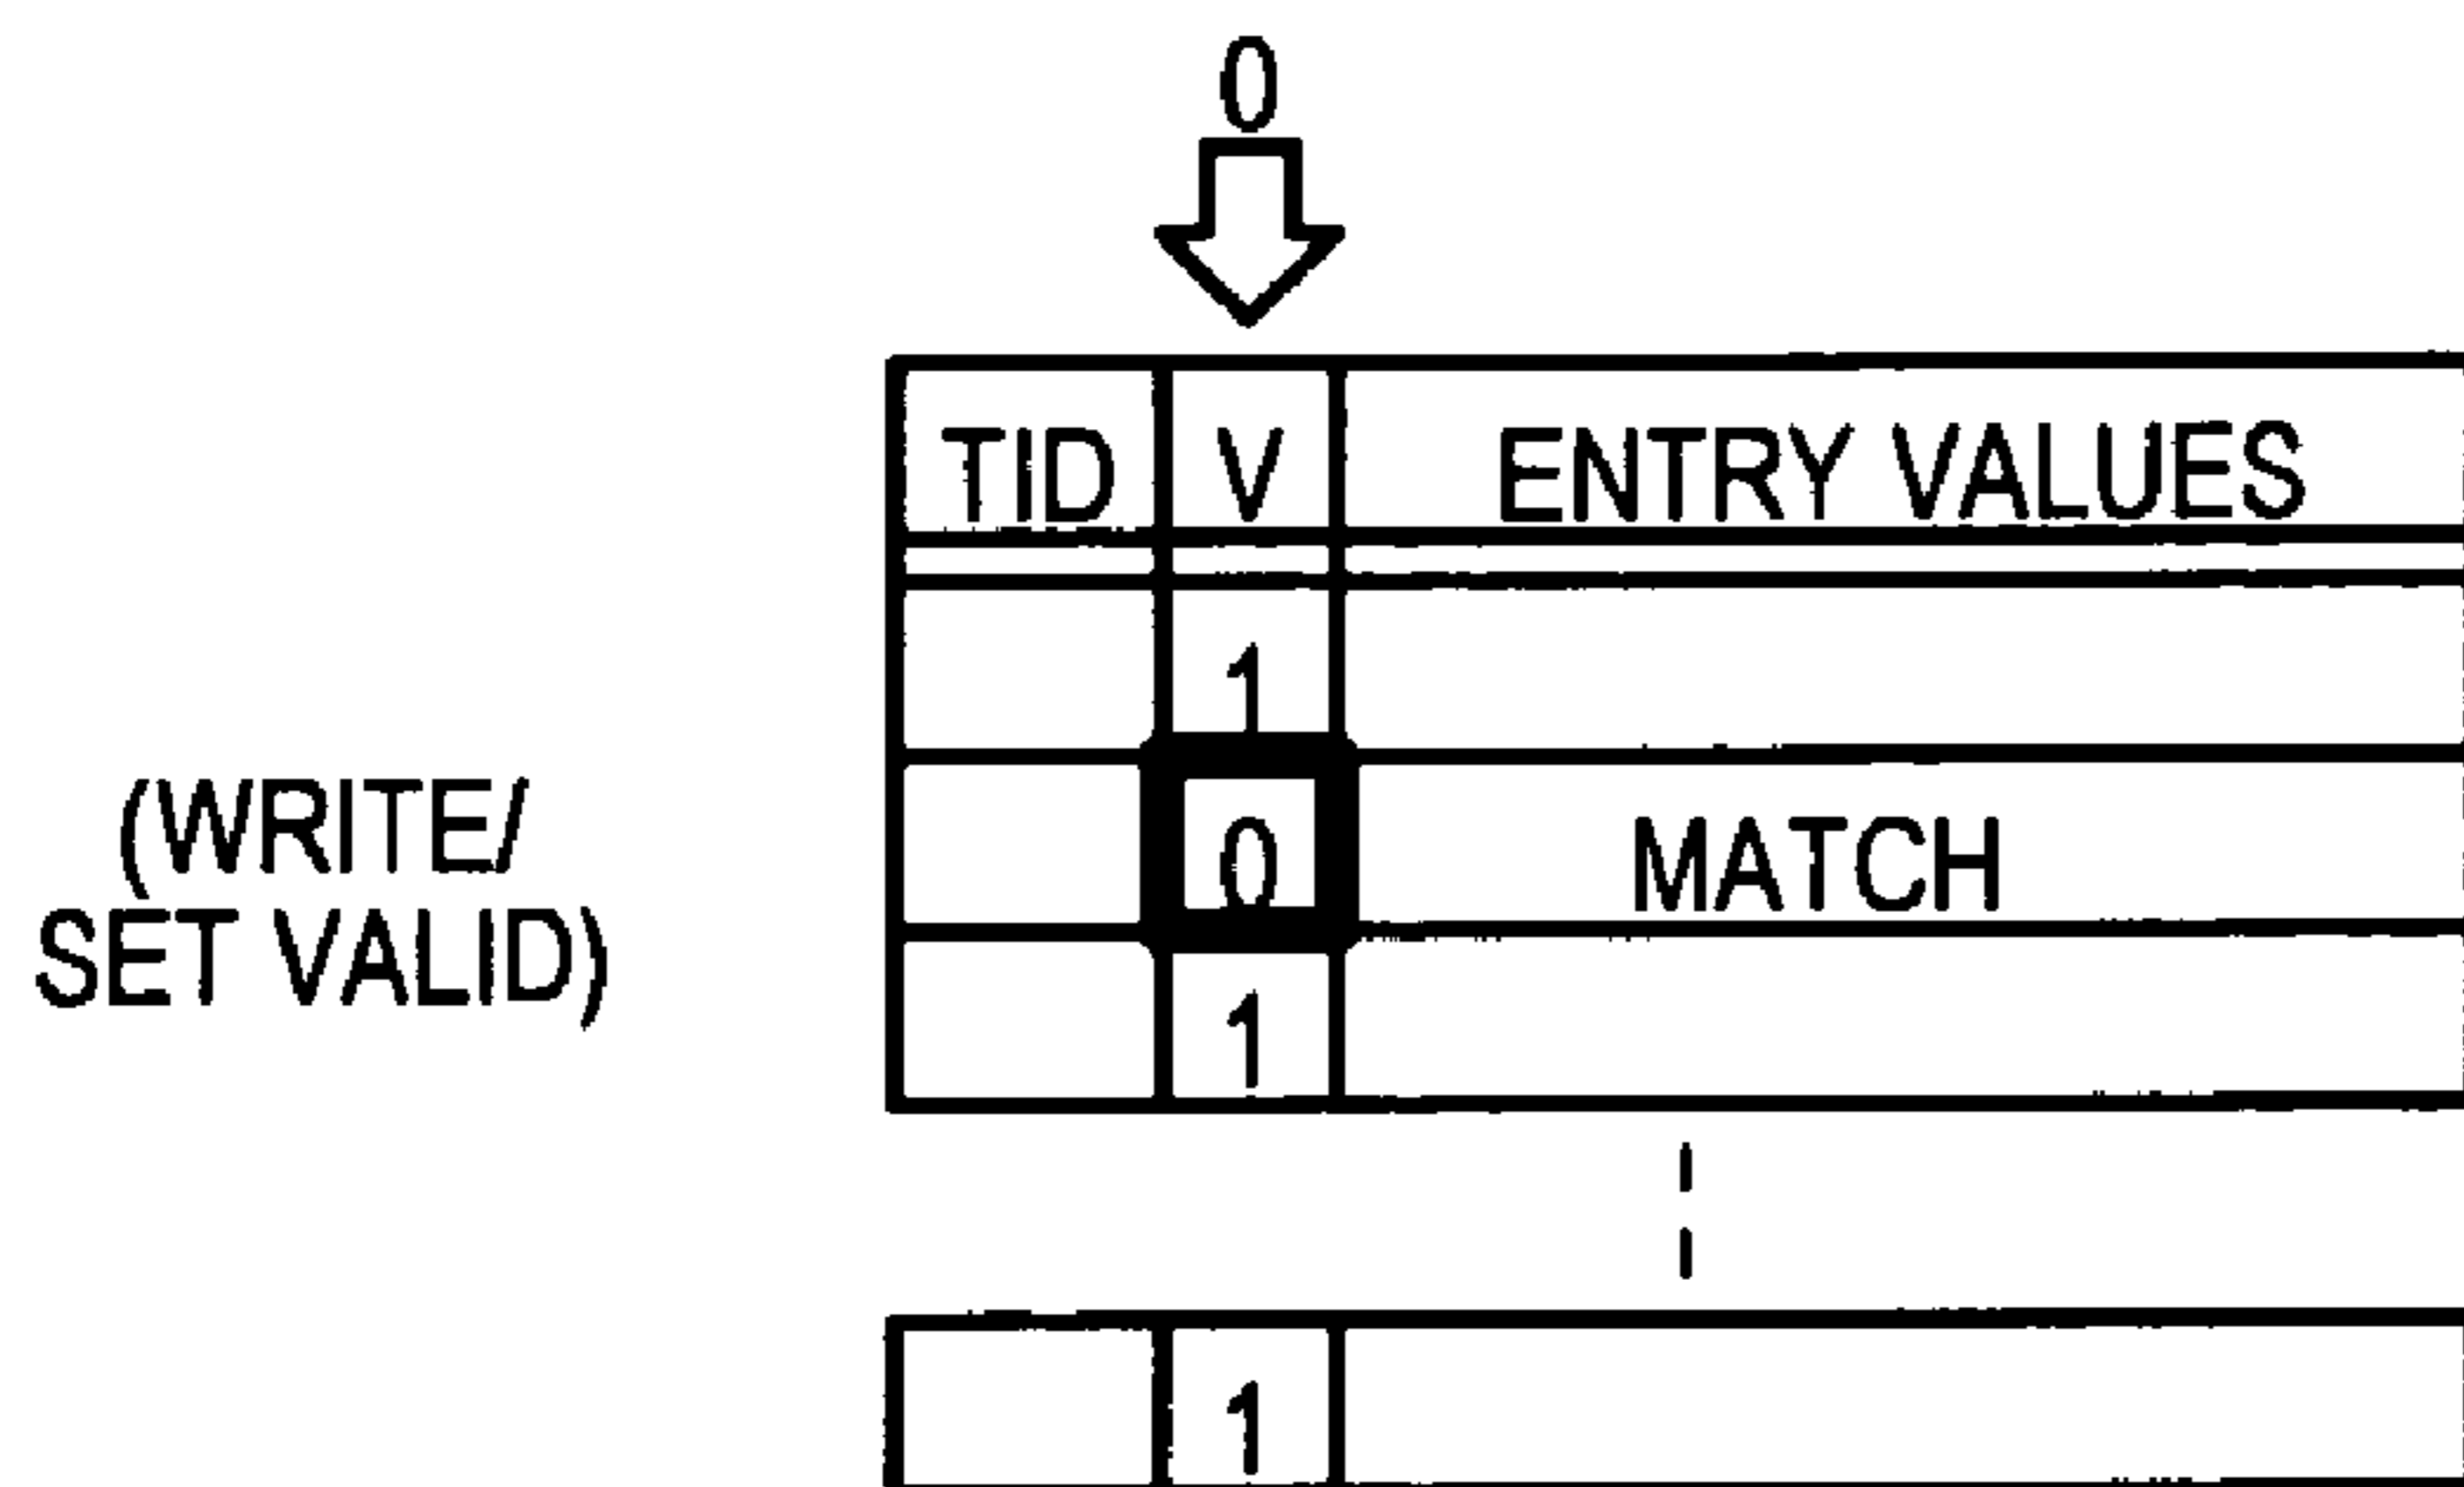 0
TID V ENTRY VALUES
1
(WRITE/
SET VALID)
0 MATCH
1
1